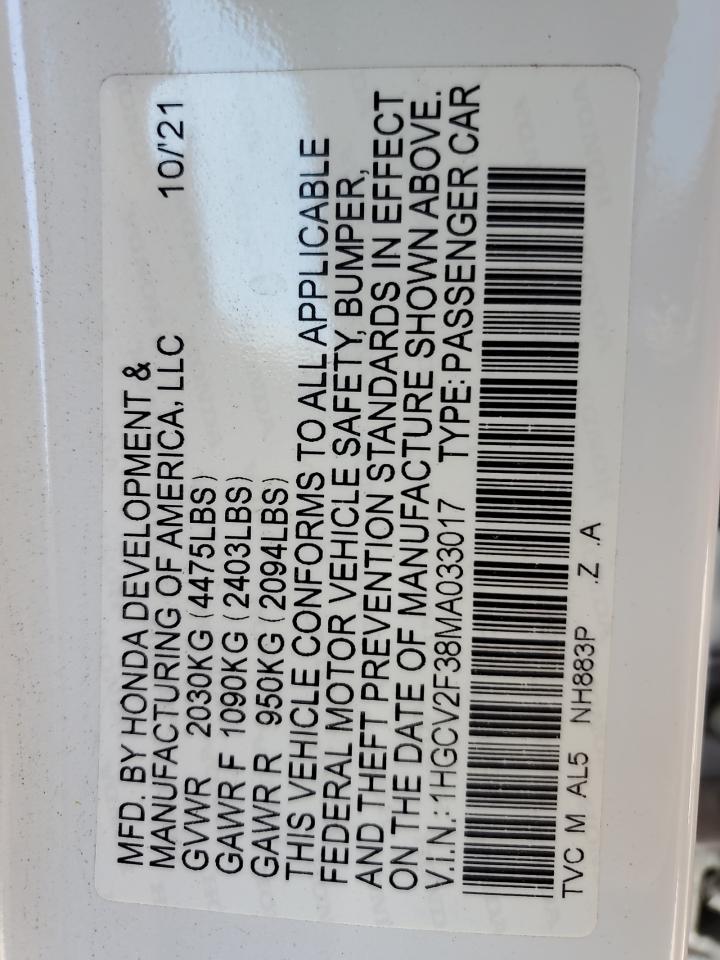 MFD. BY HONDA DEVELOPMENT &
MANUFACTURING OF AMERICA, LLC 10/'21
GVWR 2030KG (4475LBS)
GAWR F 1090KG (2403LBS)
GAWR R 950KG (2094LBS)
THIS VEHICLE CONFORMS TO ALL APPLICABLE
FEDERAL MOTOR VEHICLE SAFETY, BUMPER,
AND THEFT PREVENTION STANDARDS IN EFFECT
ON THE DATE OF MANUFACTURE SHOWN ABOVE.
V.I.N.: 1HGCV2F38MA033017 TYPE: PASSENGER CAR
TVC M AL5 NH883P .Z .A